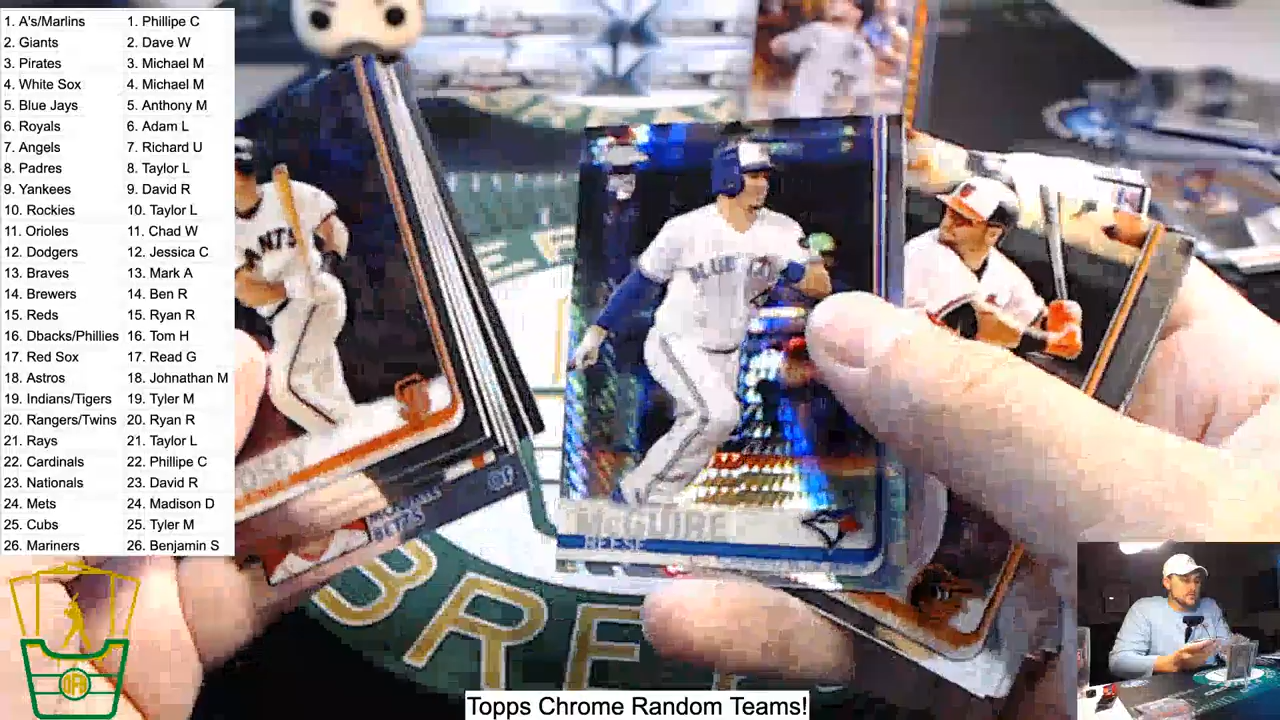 1. A's/Marlins 1. Phillipe C
2. Giants 2. Dave W
3. Pirates 3. Michael M
4. White Sox 4. Michael M
5. Blue Jays 5. Anthony M
6. Royals 6. Adam L
7. Angels 7. Richard U
8. Padres 8. Taylor L
9. Yankees 9. David R
10. Rockies 10. Taylor L
11. Orioles 11. Chad W
12. Dodgers 12. Jessica C
13. Braves 13. Mark A
14. Brewers 14. Ben R
15. Reds 15. Ryan R
16. Dbacks/Phillies 16. Tom H
17. Red Sox 17. Read G
18. Astros 18. Johnathan M
19. Indians/Tigers 19. Tyler M
20. Rangers/Twins 20. Ryan R
21. Rays 21. Taylor L
22. Cardinals 22. Phillipe C
23. Nationals 23. David R
24. Mets 24. Madison D
25. Cubs 25. Tyler M
26. Mariners 26. Benjamin S
McGUIRE
REESE
BRE
Topps Chrome Random Teams!